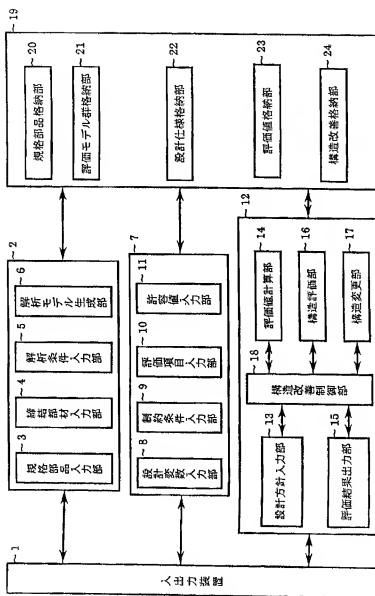 1
入出力装置
2
3
規格部品入力部
4
締結部材入力部
5
解析条件入力部
6
解析モデル生成部
7
8
設計変数入力部
9
制約条件入力部
10
評価項目入力部
11
許容値入力部
12
13
設計方針入力部
15
評価結果出力部
18
構造改善制御部
14
評価値計算部
16
構造評価部
17
構造変更部
19
20
規格部品格納部
21
評価モデル群格納部
22
設計仕様格納部
23
評価値格納部
24
構造改善格納部